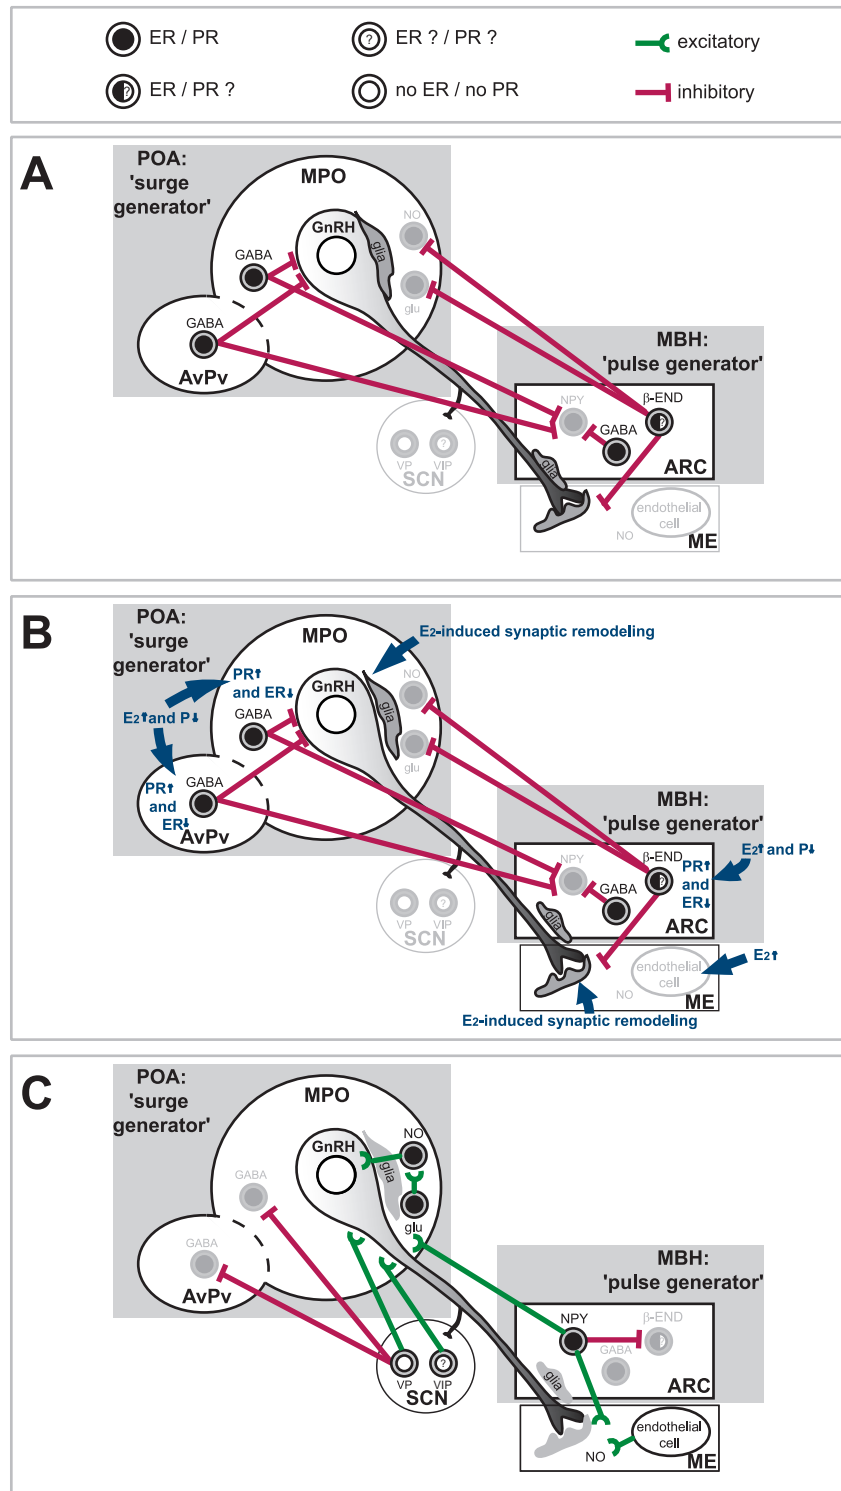 ER / PR
ER ? / PR ?
excitatory
ER / PR ?
no ER / no PR
inhibitory
?
?
A
POA:
'surge
generator'
MPO
GnRH
glia
NO
glu
GABA
GABA
AvPv
MBH:
'pulse generator'
NPY
β-END
?
GABA
glia
ARC
?
VP
VIP
SCN
endothelial
cell
NO
ME
B
POA:
'surge
generator'
MPO
E2-induced synaptic remodeling
PR⬆
and ER⬇
GnRH
glia
NO
glu
E2⬆and P⬇
GABA
PR⬆
and
ER⬇
GABA
AvPv
MBH:
'pulse generator'
NPY
β-END
?
E2⬆ and P⬇
PR⬆
and
ER⬇
GABA
glia
ARC
?
VP
VIP
SCN
endothelial
cell
E2⬆
NO
ME
E2-induced synaptic remodeling
C
POA:
'surge
generator'
MPO
GnRH
glia
NO
glu
GABA
GABA
AvPv
MBH:
'pulse generator'
NPY
β-END
?
GABA
glia
ARC
?
VP
VIP
SCN
endothelial
cell
NO
ME